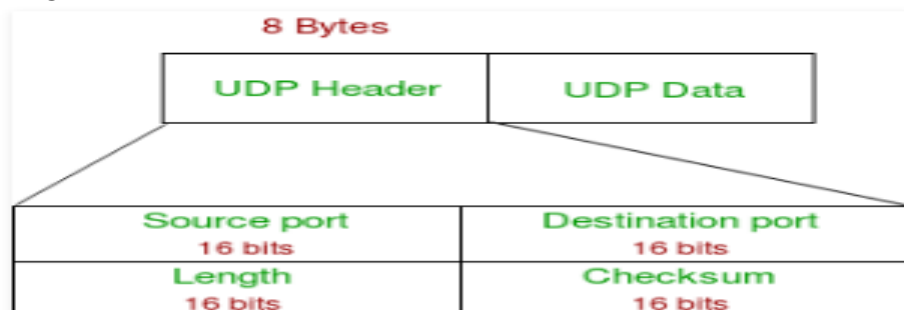 8 Bytes
UDP Header UDP Data
Source port Destination port
16 bits 16 bits
Length Checksum
16 bits 16 bits